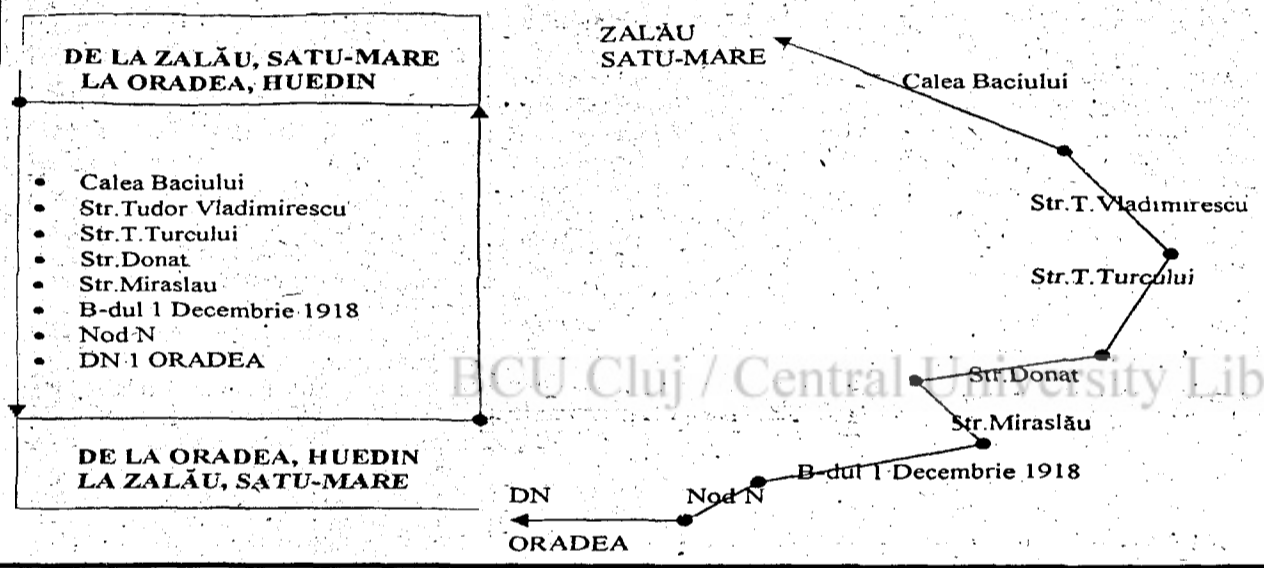 DE LA ZALĂU, SATU-MARE
LA ORADEA, HUEDIN
• Calea Baciului
• Str.Tudor Vladimirescu
• Str.T.Turcului
• Str.Donat
• Str.Miraslau
• B-dul 1 Decembrie 1918
• Nod N
• DN 1 ORADEA
DE LA ORADEA, HUEDIN
LA ZALĂU, SATU-MARE
ZALĂU
SATU-MARE
Calea Baciului
Str.T.Vladimirescu
Str.T.Turcului
Str.Donat
Str.Miraslău
B-dul 1 Decembrie 1918
Nod N
DN
ORADEA
BCU Cluj / Central University Lib